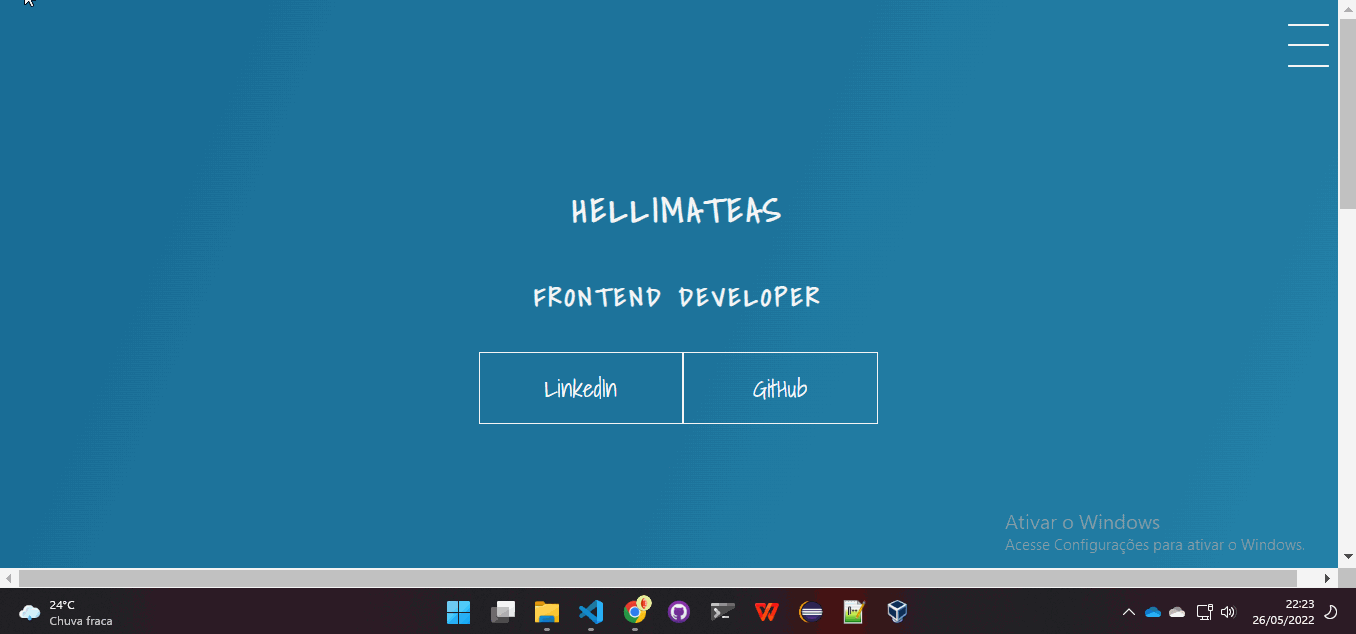 HELLIMATEAS
FRONTEND DEVELOPER
LinkedIn
GitHub
Ativar o Windows
Acesse Configurações para ativar o Windows.
24°C
Chuva fraca
22:23
26/05/2022